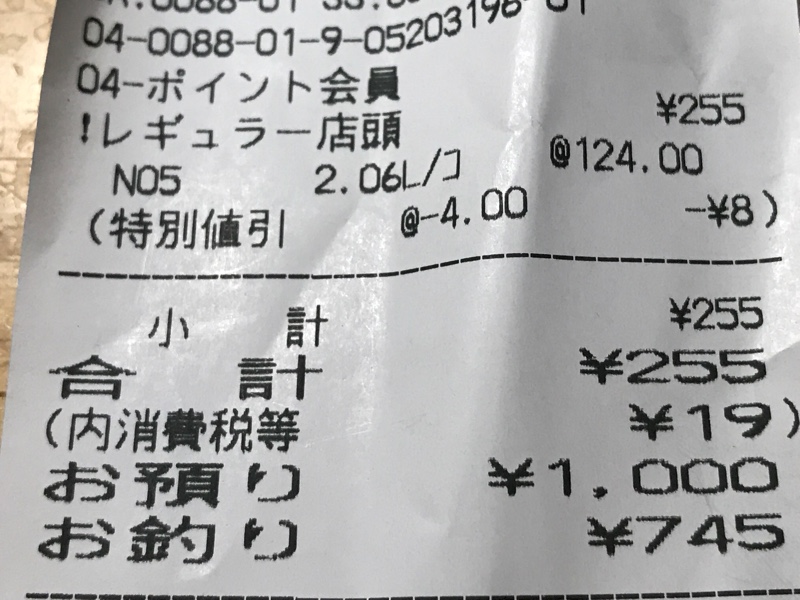 04-0088-01-9-05203198-01
04-ポイント会員
!レギュラー店頭 ¥255
N05 2.06L/コ @124.00
(特別値引 @-4.00 -¥8)
小 計 ¥255
合 計 ¥255
(内消費税等 ¥19)
お預り ¥1,000
お釣り ¥745